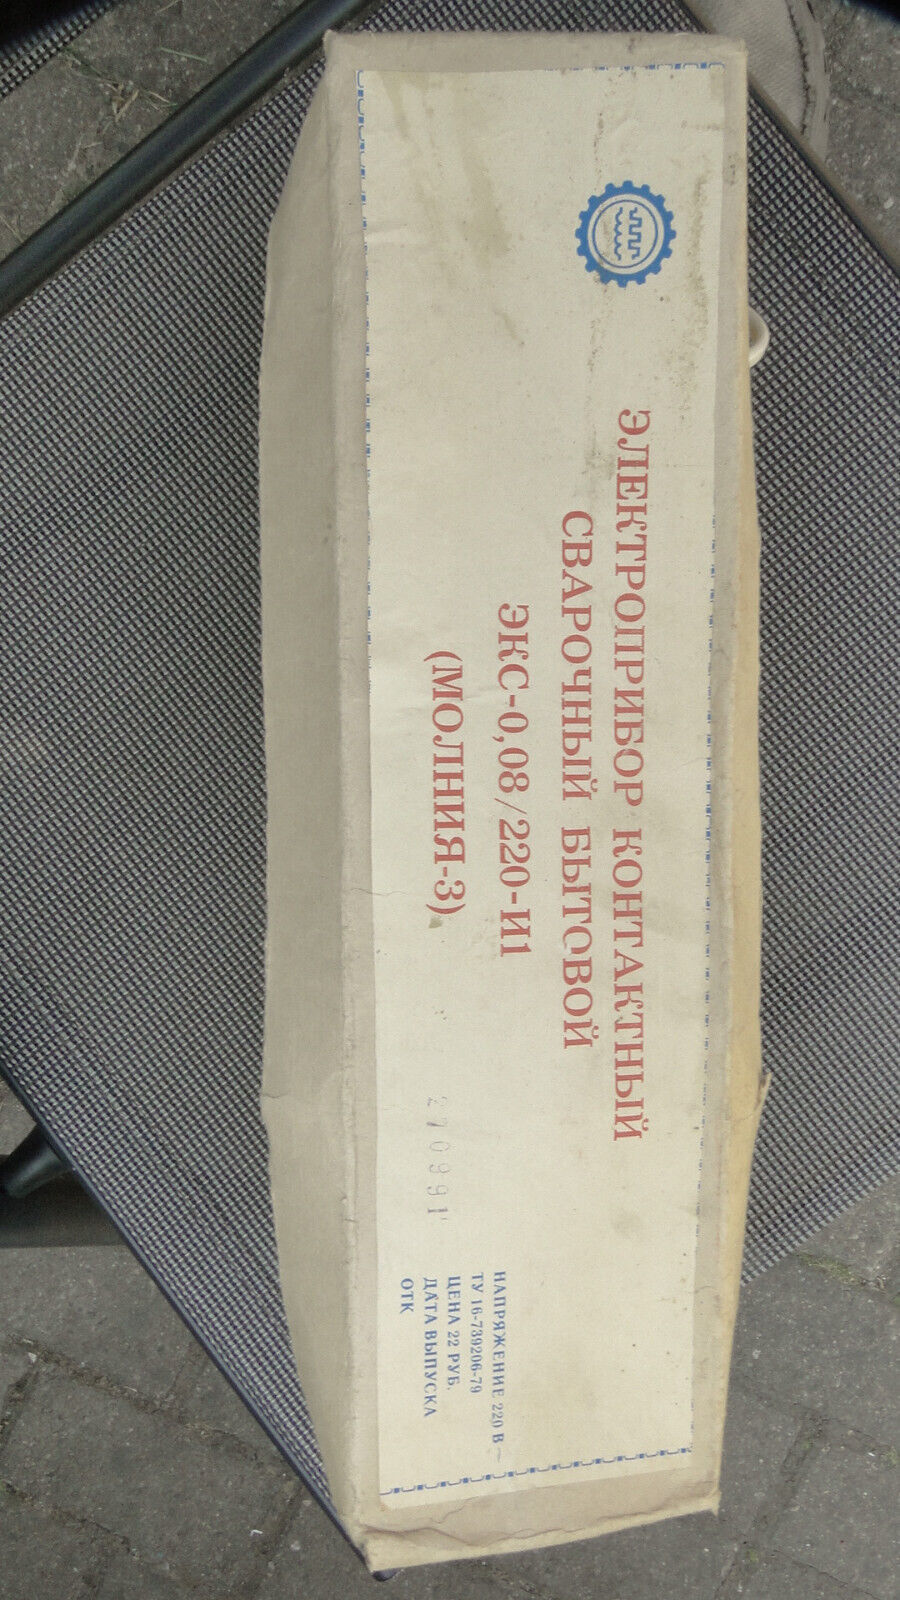 ЭЛЕКТРОПРИБОР КОНТАКТНЫЙ
СВАРОЧНЫЙ БЫТОВОЙ
ЭКС-0,08/220-И1
(МОЛНИЯ-3)
НАПРЯЖЕНИЕ 220 В ~
ТУ 16-739206-79
ЦЕНА 22 РУБ.
ДАТА ВЫПУСКА
ОТК